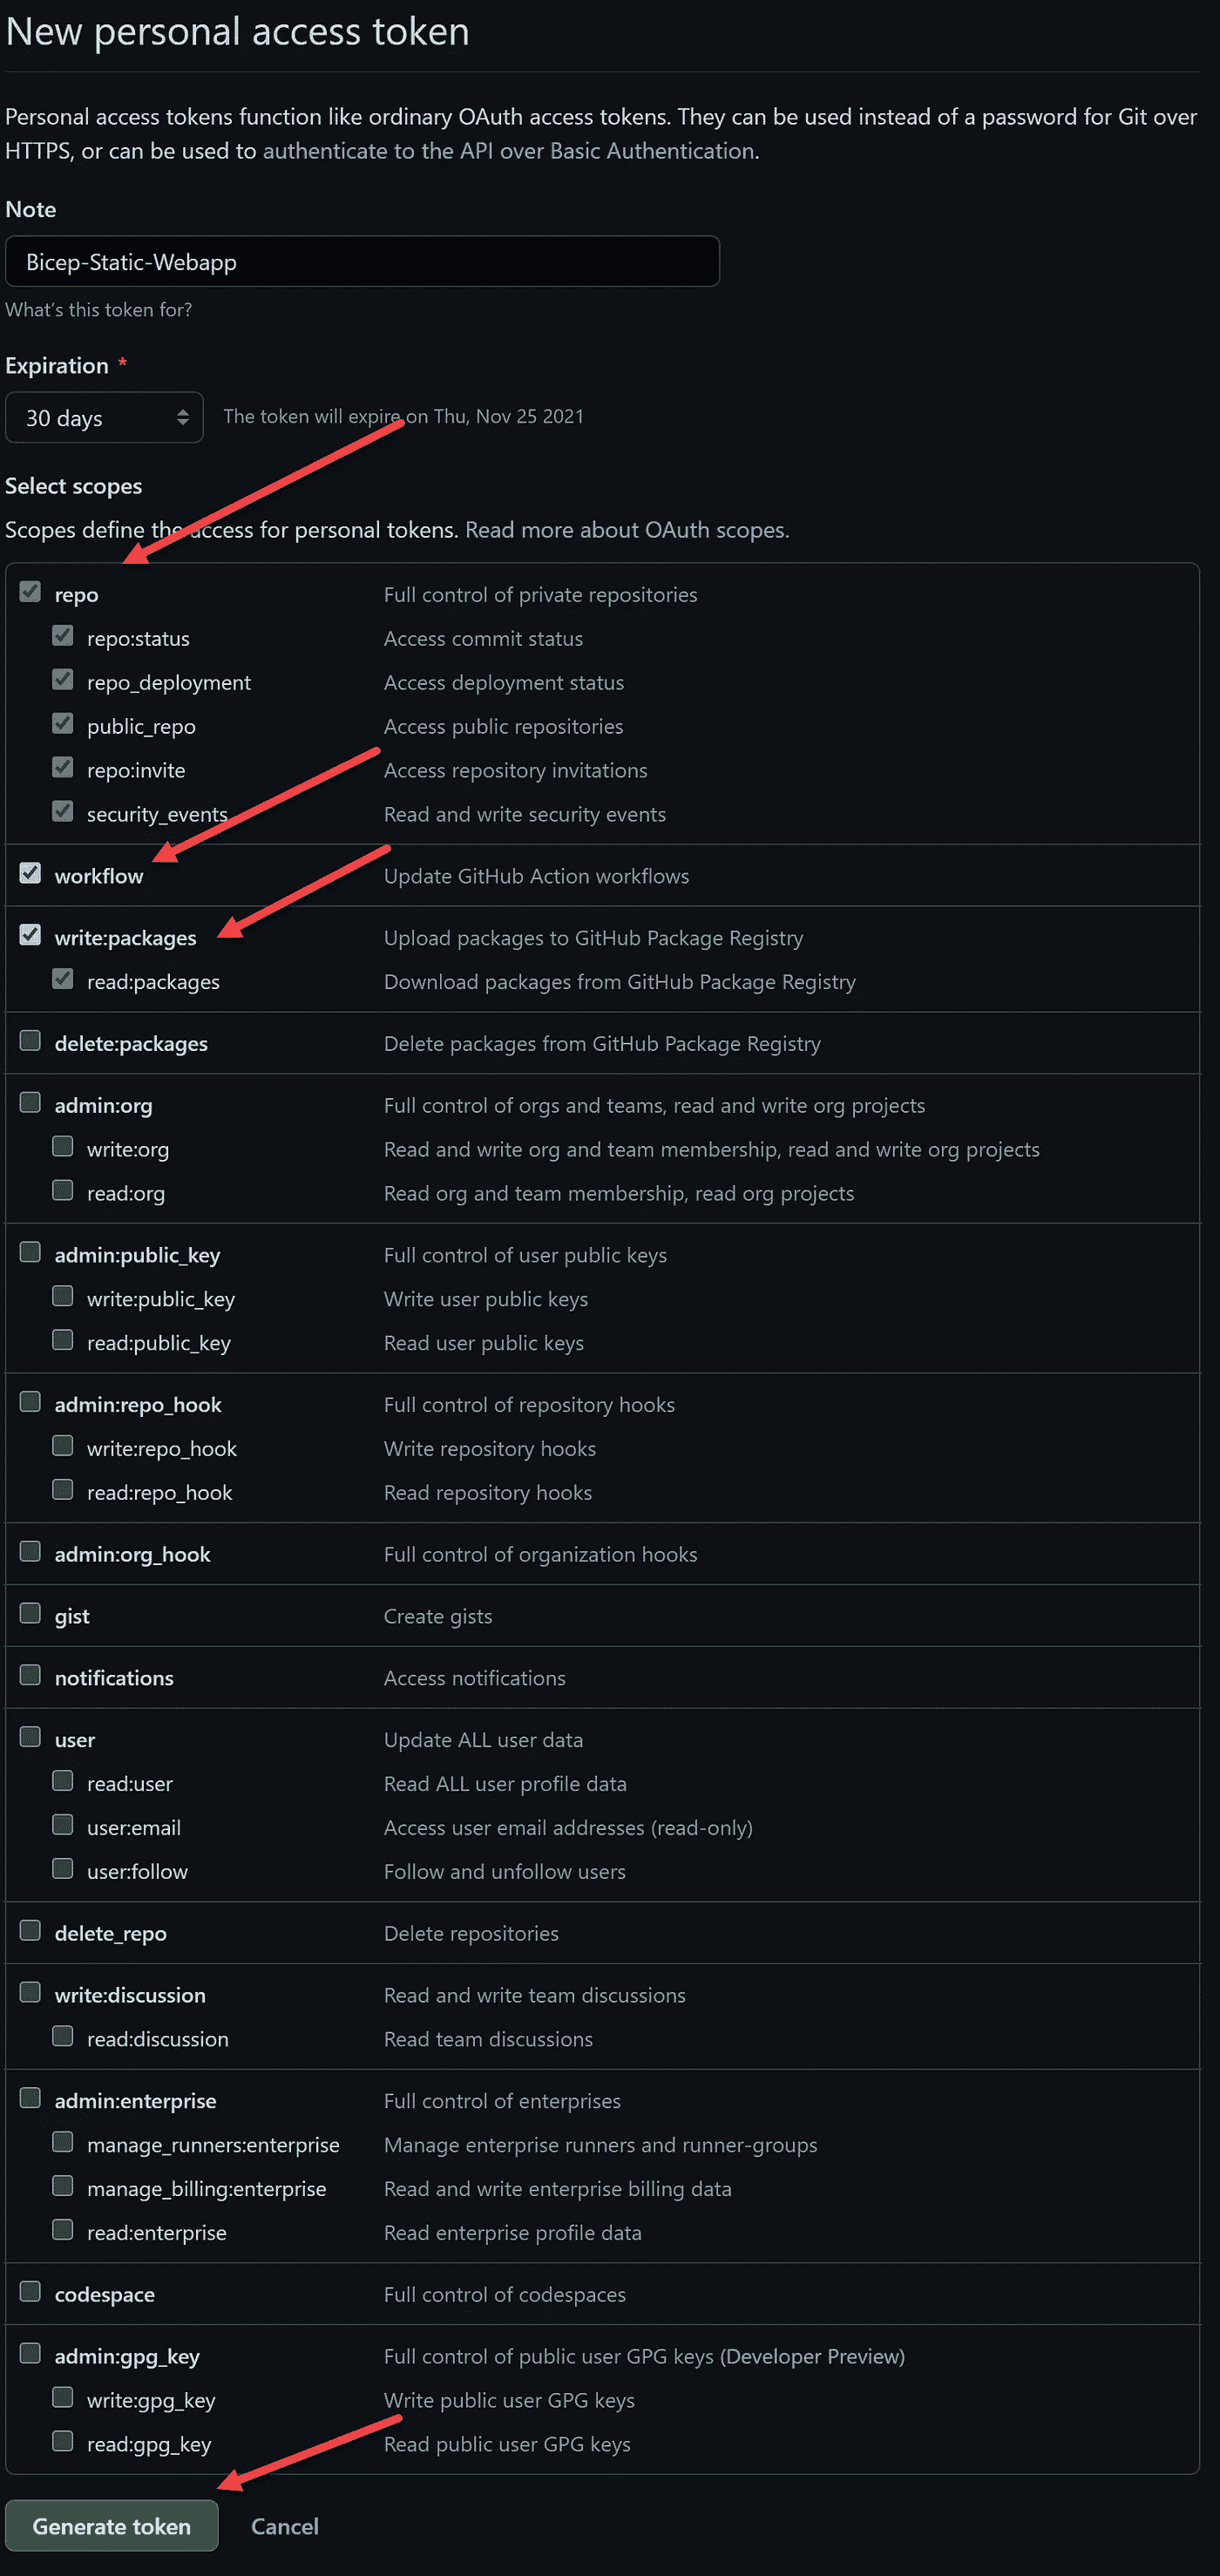 New personal access token
Personal access tokens function like ordinary OAuth access tokens. They can be used instead of a password for Git over
HTTPS, or can be used to authenticate to the API over Basic Authentication.
Note
Bicep-Static-Webapp
What's this token for?
Expiration *
30 days The token will expire on Thu, Nov 25 2021
Select scopes
Scopes define the access for personal tokens. Read more about OAuth scopes.
repo Full control of private repositories
repo:status Access commit status
repo_deployment Access deployment status
public_repo Access public repositories
repo:invite Access repository invitations
security_events Read and write security events
workflow Update GitHub Action workflows
write:packages Upload packages to GitHub Package Registry
read:packages Download packages from GitHub Package Registry
delete:packages Delete packages from GitHub Package Registry
admin:org Full control of orgs and teams, read and write org projects
write:org Read and write org and team membership, read and write org projects
read:org Read org and team membership, read org projects
admin:public_key Full control of user public keys
write:public_key Write user public keys
read:public_key Read user public keys
admin:repo_hook Full control of repository hooks
write:repo_hook Write repository hooks
read:repo_hook Read repository hooks
admin:org_hook Full control of organization hooks
gist Create gists
notifications Access notifications
user Update ALL user data
read:user Read ALL user profile data
user:email Access user email addresses (read-only)
user:follow Follow and unfollow users
delete_repo Delete repositories
write:discussion Read and write team discussions
read:discussion Read team discussions
admin:enterprise Full control of enterprises
manage_runners:enterprise Manage enterprise runners and runner-groups
manage_billing:enterprise Read and write enterprise billing data
read:enterprise Read enterprise profile data
codespace Full control of codespaces
admin:gpg_key Full control of public user GPG keys (Developer Preview)
write:gpg_key Write public user GPG keys
read:gpg_key Read public user GPG keys
Generate token Cancel